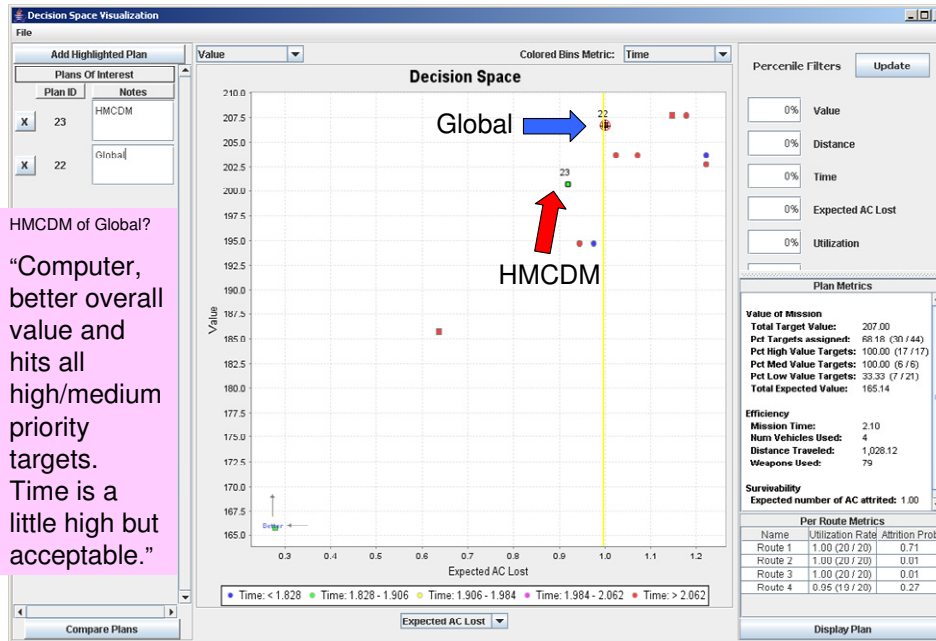 Decision Space Visualization
File
Add Highlighted Plan
Plans Of Interest
Plan ID Notes
X 23 HMCDM
X 22 Global
HMCDM of Global?
“Computer,
better overall
value and
hits all
high/medium
priority
targets.
Time is a
little high but
acceptable.”
Compare Plans
Value
Colored Bins Metric: Time
Decision Space
Value
210.0
207.5
205.0
202.5
200.0
197.5
195.0
192.5
190.0
187.5
185.0
182.5
180.0
177.5
175.0
172.5
170.0
167.5
165.0
Global
22
23
HMCDM
Better
0.3 0.4 0.5 0.6 0.7 0.8 0.9 1.0 1.1 1.2
Expected AC Lost
Time: < 1.828 Time: 1.828 - 1.906 Time: 1.906 - 1.984 Time: 1.984 - 2.062 Time: > 2.062
Expected AC Lost
Percenile Filters Update
0% Value
0% Distance
0% Time
0% Expected AC Lost
0% Utilization
Plan Metrics
Value of Mission
Total Target Value: 207.00
Pct Targets assigned: 68.18 (30 / 44)
Pct High Value Targets: 100.00 (17 / 17)
Pct Med Value Targets: 100.00 (6 / 6)
Pct Low Value Targets: 33.33 (7 / 21)
Total Expected Value: 165.14
Efficiency
Mission Time: 2.10
Num Vehicles Used: 4
Distance Traveled: 1,028.12
Weapons Used: 79
Survivability
Expected number of AC attrited: 1.00
Per Route Metrics
Name Utilization Rate Attrition Prob
Route 1 1.00 (20 / 20) 0.71
Route 2 1.00 (20 / 20) 0.01
Route 3 1.00 (20 / 20) 0.01
Route 4 0.95 (19 / 20) 0.27
Display Plan